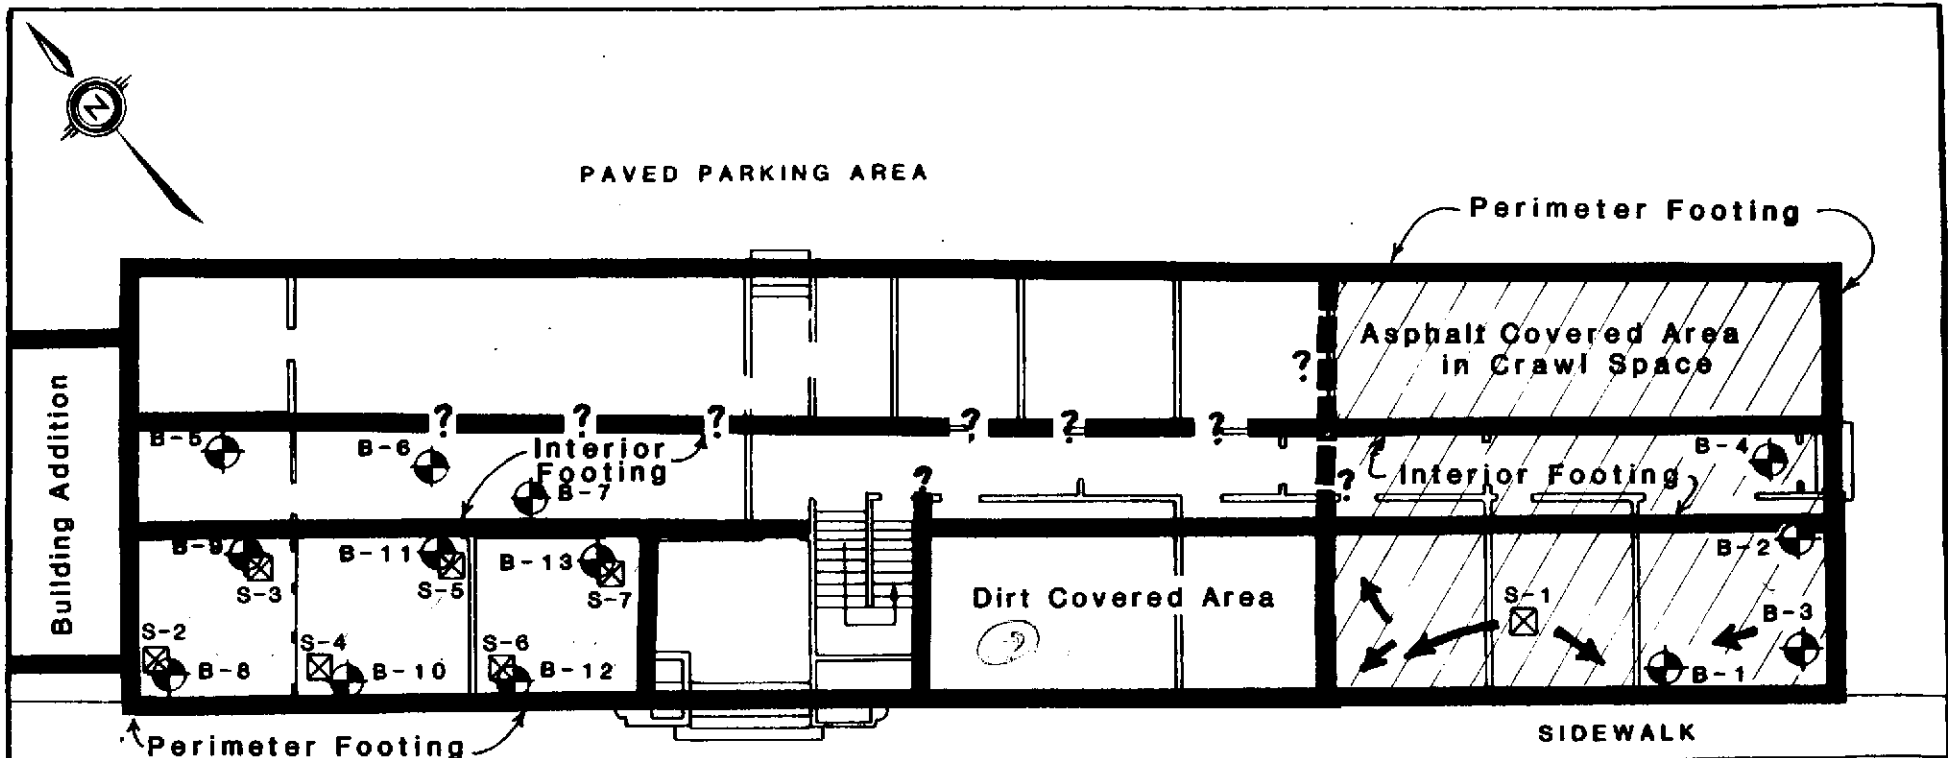 N
PAVED PARKING AREA
Perimeter Footing
Asphalt Covered Area
in Crawl Space
?
? ? ? ? ? ?
B-5
B-6
Interior
Footing
B-7
?
?
Interior Footing
B-4
Building Addition
B-9
S-3
B-11
S-5
B-13
S-7
Dirt Covered Area
S-1
B-2
B-3
S-2
B-8
S-4
B-10
S-6
B-12
B-1
Perimeter Footing
SIDEWALK